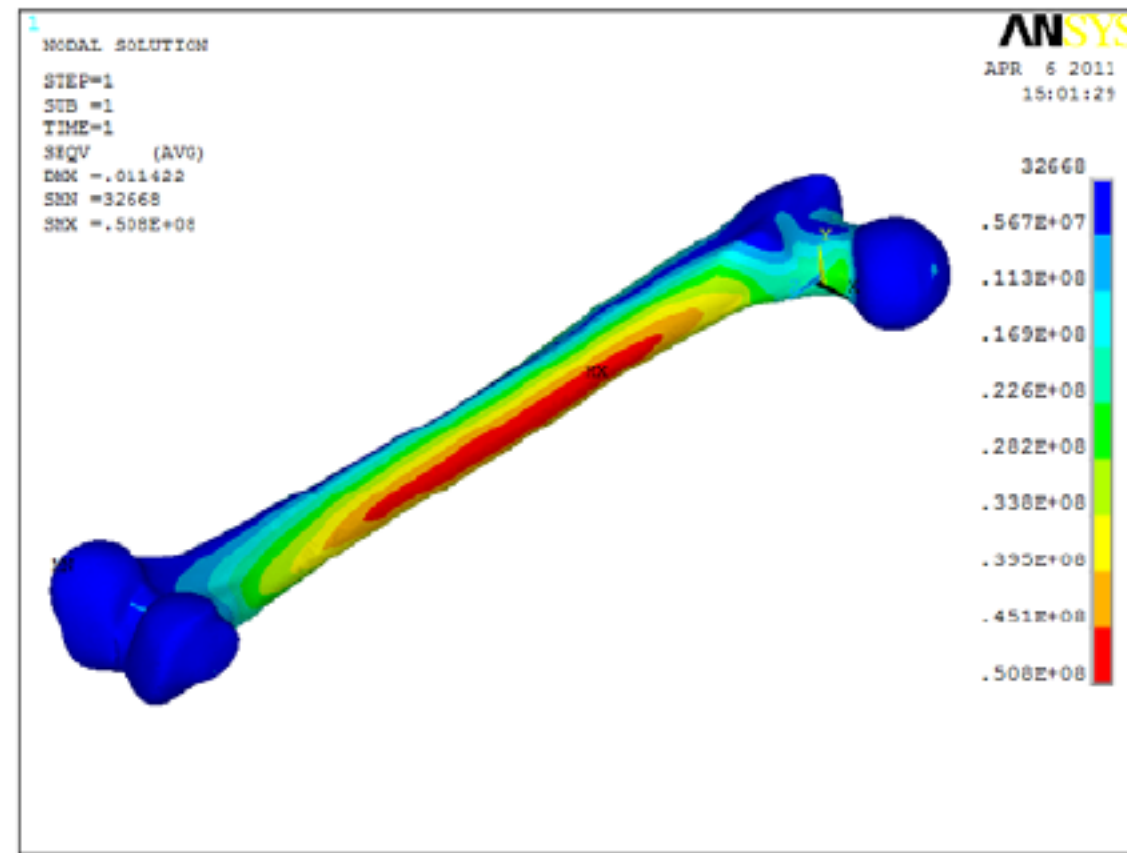 1
NODAL SOLUTION
STEP=1
SUB =1
TIME=1
SEQV (AVG)
DMX =.011422
SMN =32668
SMX =.508E+08
ANSYS
APR 6 2011
15:01:29
32668
.567E+07
.113E+08
.169E+08
.226E+08
.282E+08
.338E+08
.395E+08
.451E+08
.508E+08
Y
MX